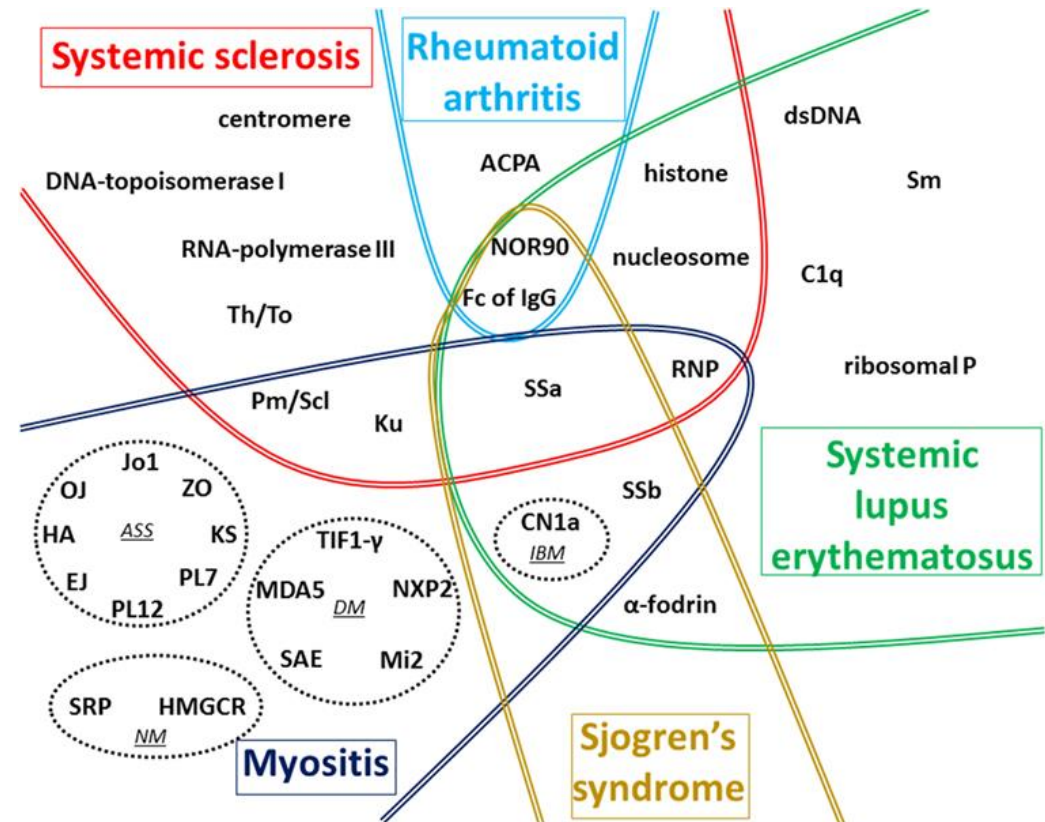 Systemic sclerosis
Rheumatoid
arthritis
centromere
dsDNA
ACPA
histone
DNA-topoisomerase I
Sm
RNA-polymerase III
NOR90
nucleosome
C1q
Fc of IgG
Th/To
RNP
ribosomal P
SSa
Pm/Scl
Ku
Systemic
lupus
erythematosus
Jo1
OJ
ZO
HA
ASS
KS
EJ
PL7
PL12
SSb
CN1a
IBM
TIF1-γ
MDA5
NXP2
DM
SAE
Mi2
α-fodrin
SRP
HMGCR
NM
Myositis
Sjogren’s
syndrome